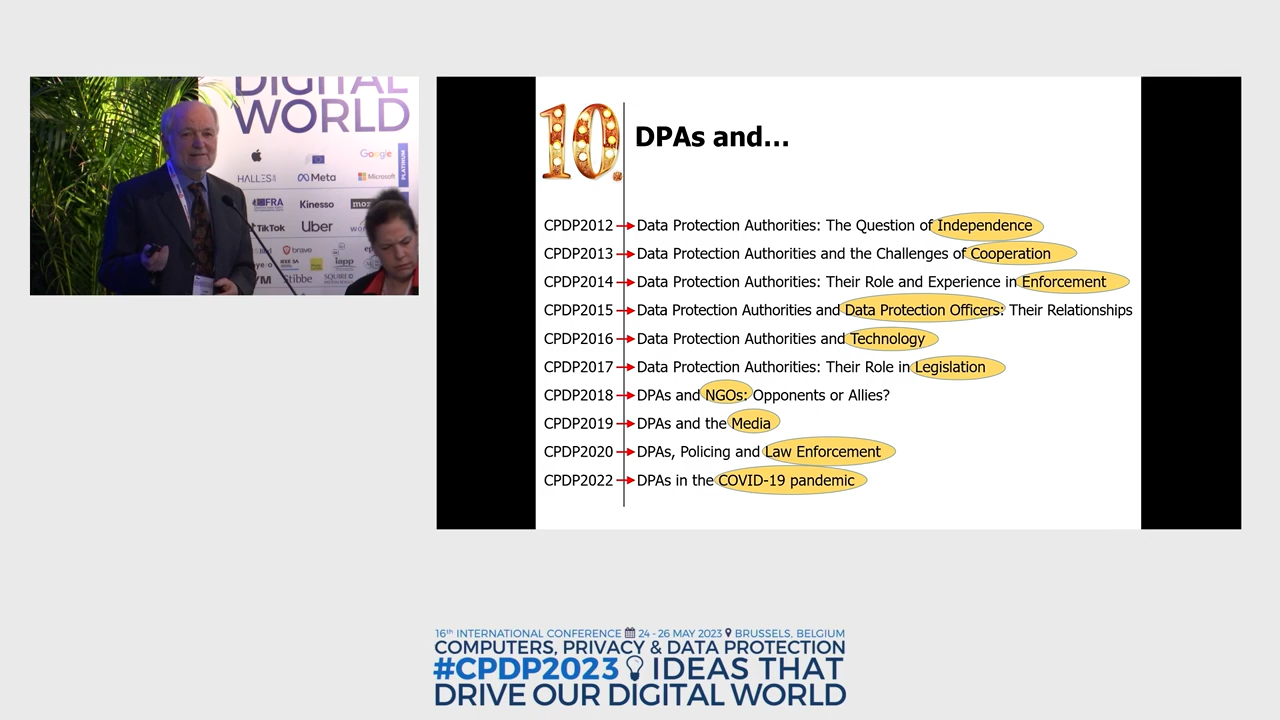 DIGITAL
WORLD
Google
PLATINUM
HALLES
Meta
Microsoft
FRA
Kinesso
TikTok
Uber
brave
IEEE SA
iapp
Stibbe
SQUARE
10.
DPAs and...
CPDP2012 Data Protection Authorities: The Question of Independence
CPDP2013 Data Protection Authorities and the Challenges of Cooperation
CPDP2014 Data Protection Authorities: Their Role and Experience in Enforcement
CPDP2015 Data Protection Authorities and Data Protection Officers: Their Relationships
CPDP2016 Data Protection Authorities and Technology
CPDP2017 Data Protection Authorities: Their Role in Legislation
CPDP2018 DPAs and NGOs: Opponents or Allies?
CPDP2019 DPAs and the Media
CPDP2020 DPAs, Policing and Law Enforcement
CPDP2022 DPAs in the COVID-19 pandemic
16th INTERNATIONAL CONFERENCE 24 - 26 MAY 2023 BRUSSELS, BELGIUM
COMPUTERS, PRIVACY & DATA PROTECTION
#CPDP2023 IDEAS THAT
DRIVE OUR DIGITAL WORLD